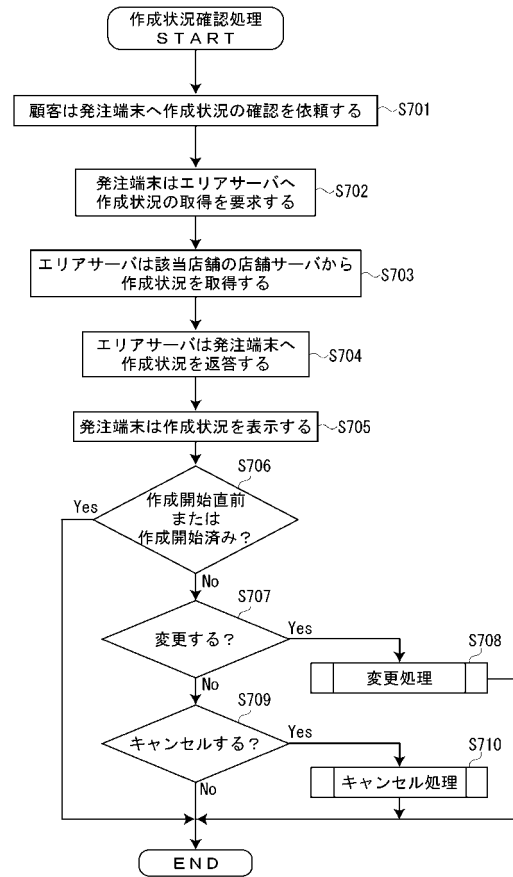 作成状況確認処理
START
顧客は発注端末へ作成状況の確認を依頼する
S701
発注端末はエリアサーバへ
作成状況の取得を要求する
S702
エリアサーバは該当店舗の店舗サーバから
作成状況を取得する
S703
エリアサーバは発注端末へ
作成状況を返答する
S704
発注端末は作成状況を表示する
S705
S706
作成開始直前
または
作成開始済み？
Yes
No
S707
変更する？
Yes
S708
変更処理
No
S709
キャンセルする？
Yes
S710
キャンセル処理
No
END